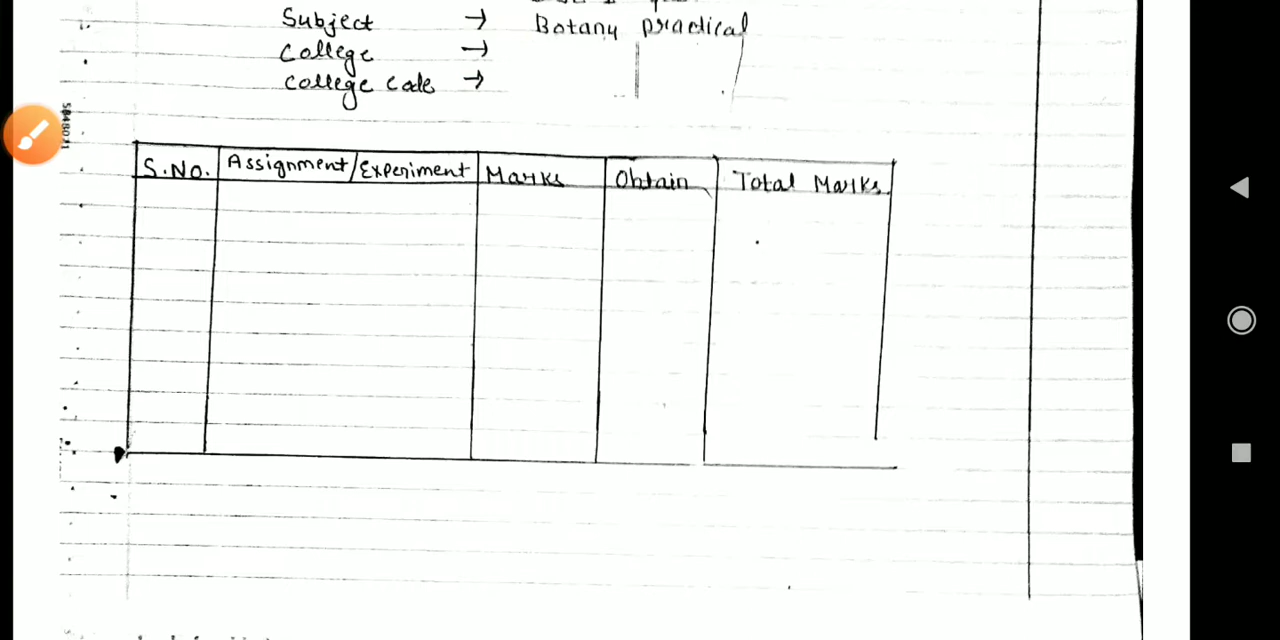 Subject → Botany practical
College →
College Code →
S.No. Assignment/Experiment Marks Obtain Total Marks